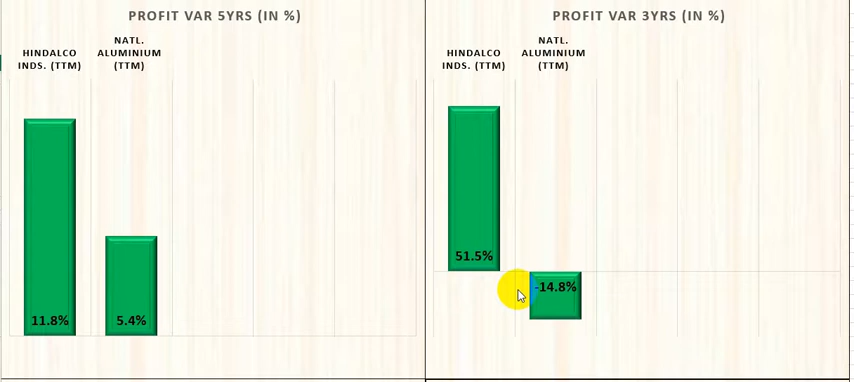 PROFIT VAR 5YRS (IN %)
HINDALCO
INDS. (TTM)
NATL.
ALUMINIUM
(TTM)
11.8%
5.4%
PROFIT VAR 3YRS (IN %)
HINDALCO
INDS. (TTM)
NATL.
ALUMINIUM
(TTM)
51.5%
-14.8%